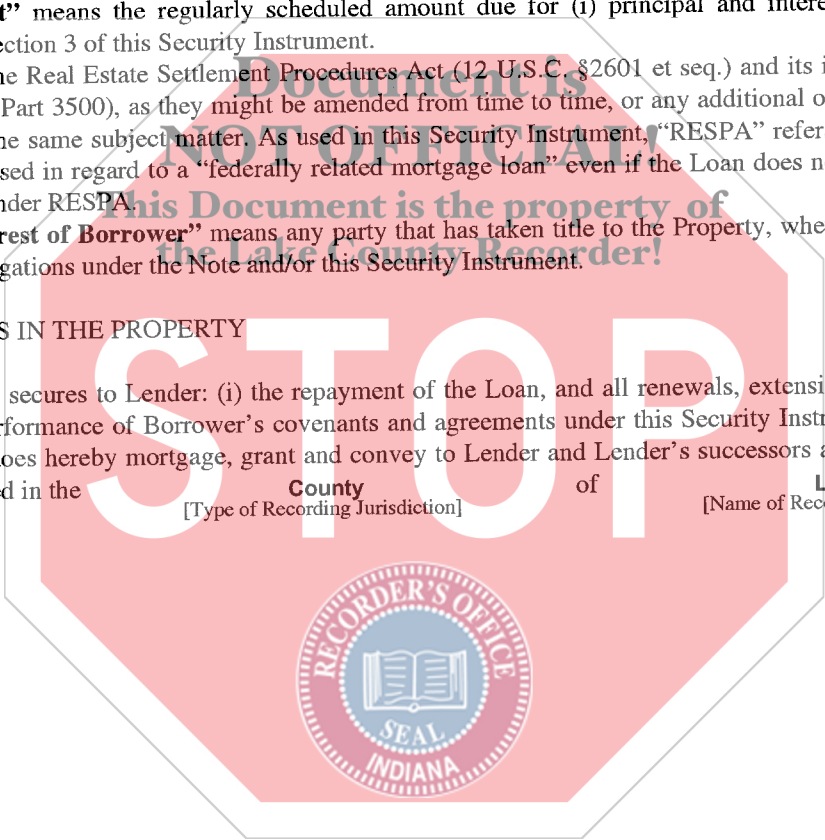 t” means the regularly scheduled amount due for (i) principal and intere
ection 3 of this Security Instrument.
ne Real Estate Settlement Procedures Act (12 U.S.C. §2601 et seq.) and its i
Part 3500), as they might be amended from time to time, or any additional o
ne same subject matter. As used in this Security Instrument, “RESPA” refer
sed in regard to a “federally related mortgage loan” even if the Loan does n
nder RESPA.
rest of Borrower” means any party that has taken title to the Property, whe
gations under the Note and/or this Security Instrument.
Document is
NOT OFFICIAL!
This Document is the property of
the Lake County Recorder!
S IN THE PROPERTY
STOP
secures to Lender: (i) the repayment of the Loan, and all renewals, extensi
rformance of Borrower’s covenants and agreements under this Security Instr
oes hereby mortgage, grant and convey to Lender and Lender’s successors a
d in the County of L
[Type of Recording Jurisdiction] [Name of Reco
RECORDER'S OFFICE
SEAL
INDIANA